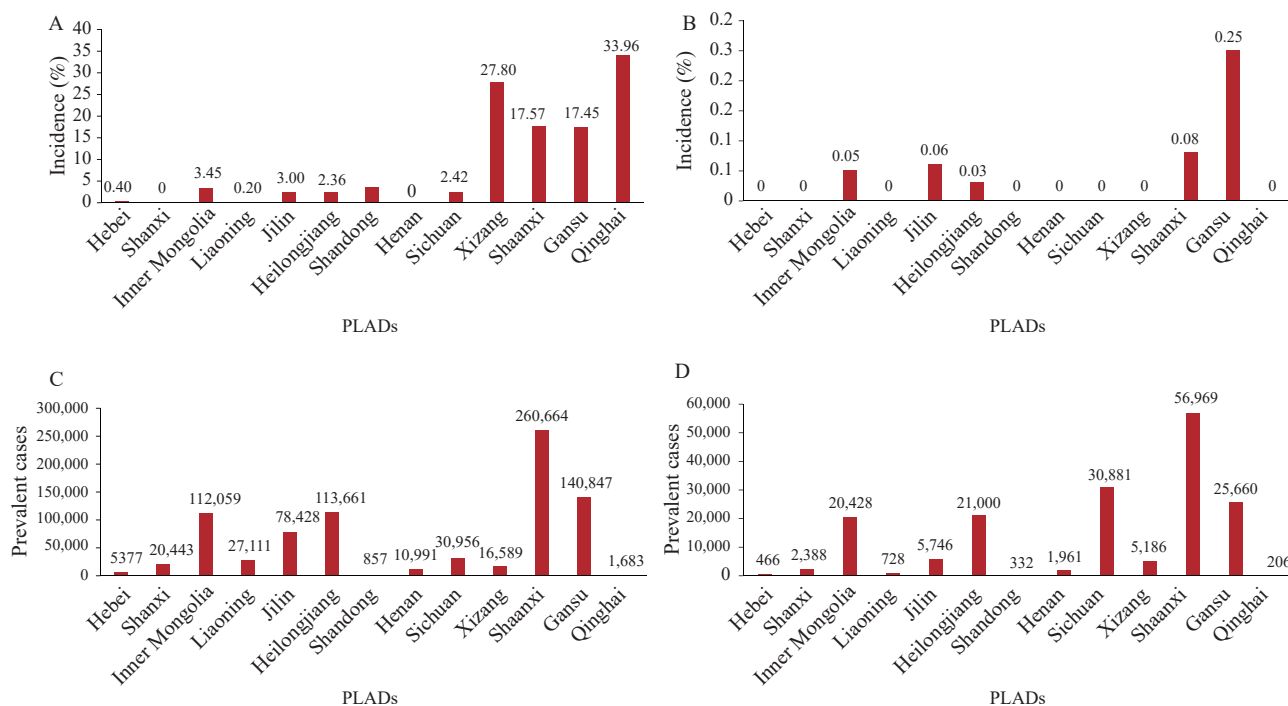 A
Incidence (%)
40
35
30
25
20
15
10
5
0
0.40
0
3.45
0.20
3.00
2.36
0
2.42
27.80
17.57
17.45
33.96
Hebei
Shanxi
Inner Mongolia
Liaoning
Jilin
Heilongjiang
Shandong
Henan
Sichuan
Xizang
Shaanxi
Gansu
Qinghai
PLADs
B
Incidence (%)
0.3
0.2
0.2
0.1
0.1
0
0
0
0.05
0
0.06
0.03
0
0
0
0
0.08
0.25
0
Hebei
Shanxi
Inner Mongolia
Liaoning
Jilin
Heilongjiang
Shandong
Henan
Sichuan
Xizang
Shaanxi
Gansu
Qinghai
PLADs
C
Prevalent cases
300,000
250,000
200,000
150,000
100,000
50,000
0
5377
20,443
112,059
27,111
78,428
113,661
857
10,991
30,956
16,589
260,664
140,847
1,683
Hebei
Shanxi
Inner Mongolia
Liaoning
Jilin
Heilongjiang
Shandong
Henan
Sichuan
Xizang
Shaanxi
Gansu
Qinghai
PLADs
D
Prevalent cases
60,000
50,000
40,000
30,000
20,000
10,000
0
466
2,388
20,428
728
5,746
21,000
332
1,961
30,881
5,186
56,969
25,660
206
Hebei
Shanxi
Inner Mongolia
Liaoning
Jilin
Heilongjiang
Shandong
Henan
Sichuan
Xizang
Shaanxi
Gansu
Qinghai
PLADs